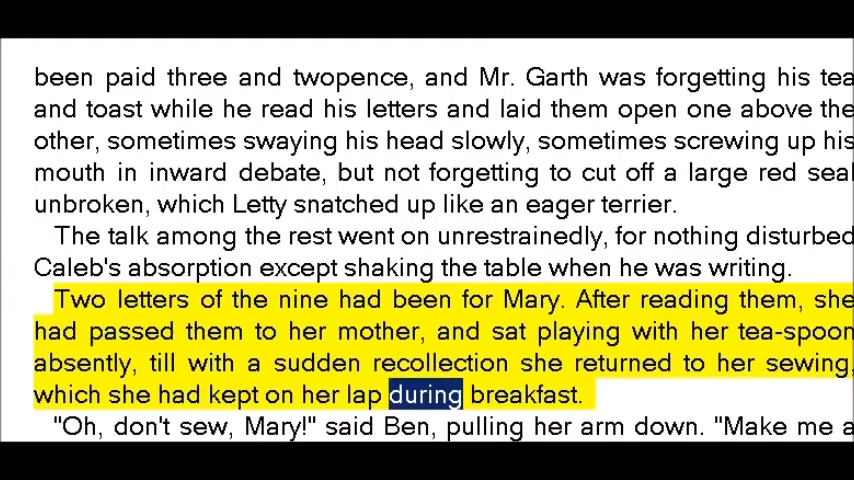 been paid three and twopence, and Mr. Garth was forgetting his tea
and toast while he read his letters and laid them open one above the
other, sometimes swaying his head slowly, sometimes screwing up his
mouth in inward debate, but not forgetting to cut off a large red seal
unbroken, which Letty snatched up like an eager terrier.
The talk among the rest went on unrestrainedly, for nothing disturbed
Caleb's absorption except shaking the table when he was writing.
Two letters of the nine had been for Mary. After reading them, she
had passed them to her mother, and sat playing with her tea-spoon
absently, till with a sudden recollection she returned to her sewing,
which she had kept on her lap during breakfast.
"Oh, don't sew, Mary!" said Ben, pulling her arm down. "Make me a